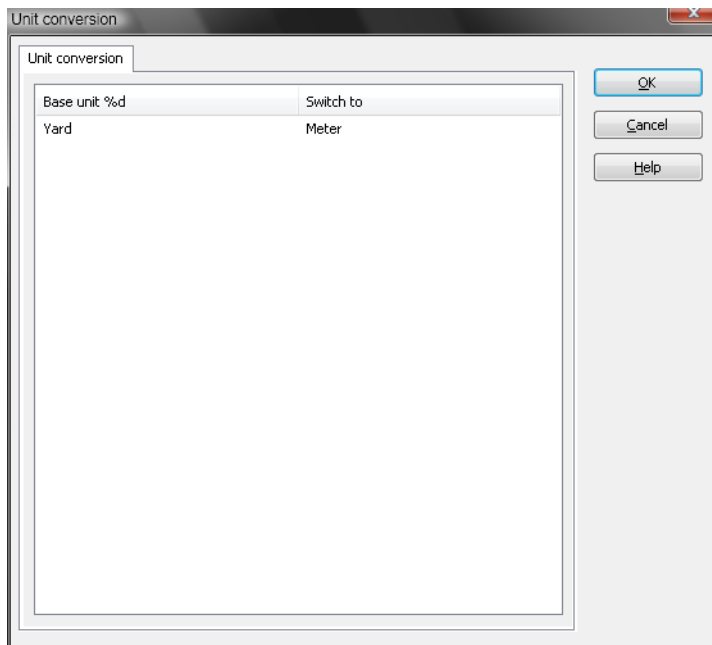 Unit conversion
Unit conversion
Base unit %d Switch to
Yard Meter
OK
Cancel
Help